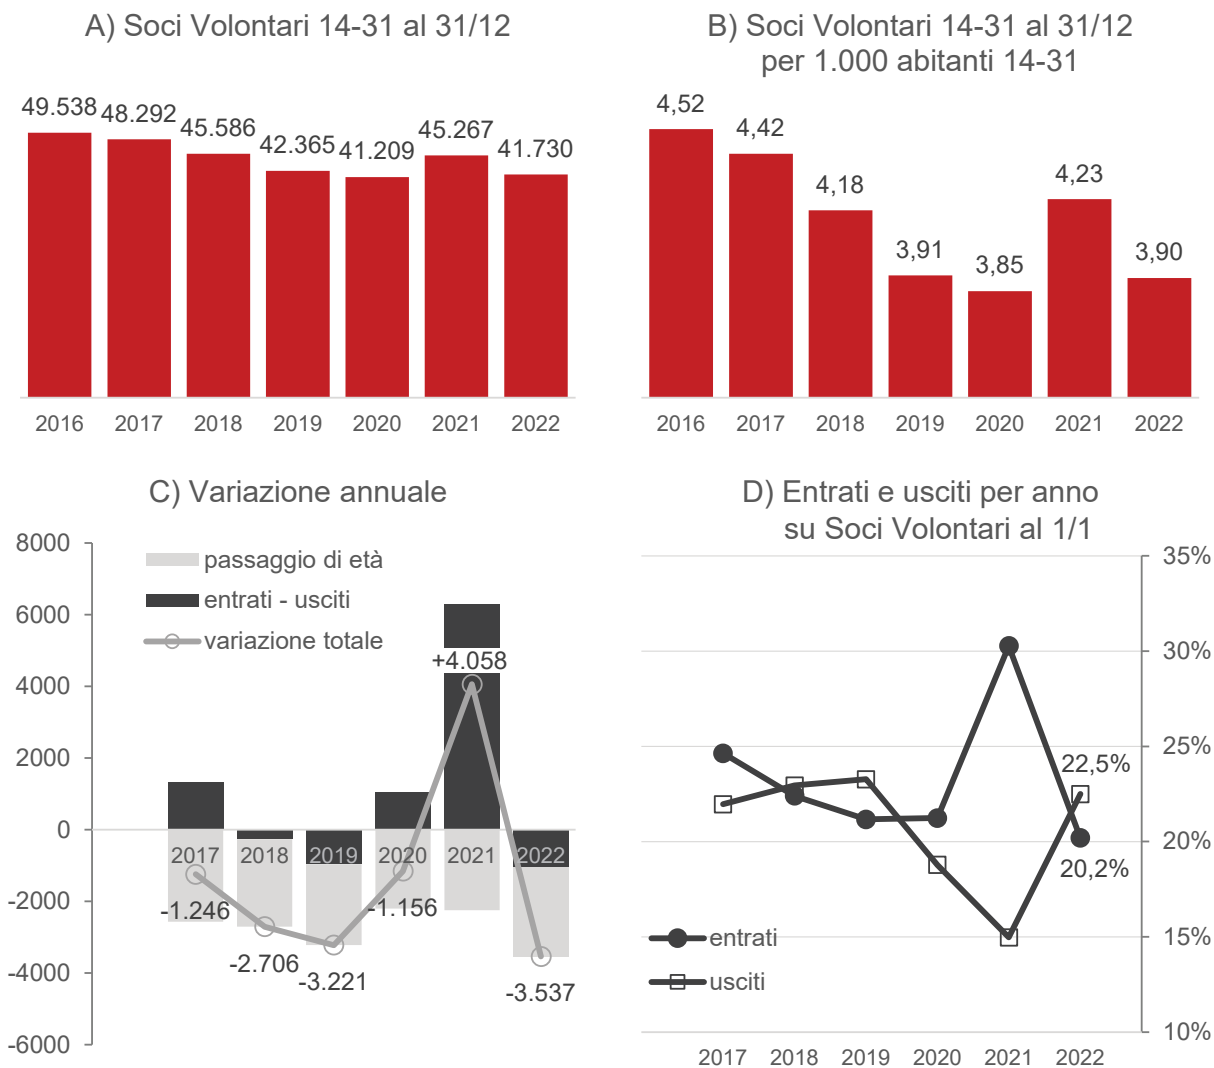 A) Soci Volontari 14-31 al 31/12
49.538
48.292
45.586
42.365
41.209
45.267
41.730
2016 2017 2018 2019 2020 2021 2022
B) Soci Volontari 14-31 al 31/12
per 1.000 abitanti 14-31
4,52
4,42
4,18
3,91
3,85
4,23
3,90
2016 2017 2018 2019 2020 2021 2022
C) Variazione annuale
8000
6000
4000
2000
0
-2000
-4000
-6000
passaggio di età
entrati - usciti
variazione totale
+4.058
2017 2018 2019 2020 2021 2022
-1.246
-2.706
-3.221
-1.156
-3.537
D) Entrati e usciti per anno
su Soci Volontari al 1/1
35%
30%
25%
20%
15%
10%
22,5%
20,2%
entrati
usciti
2017 2018 2019 2020 2021 2022